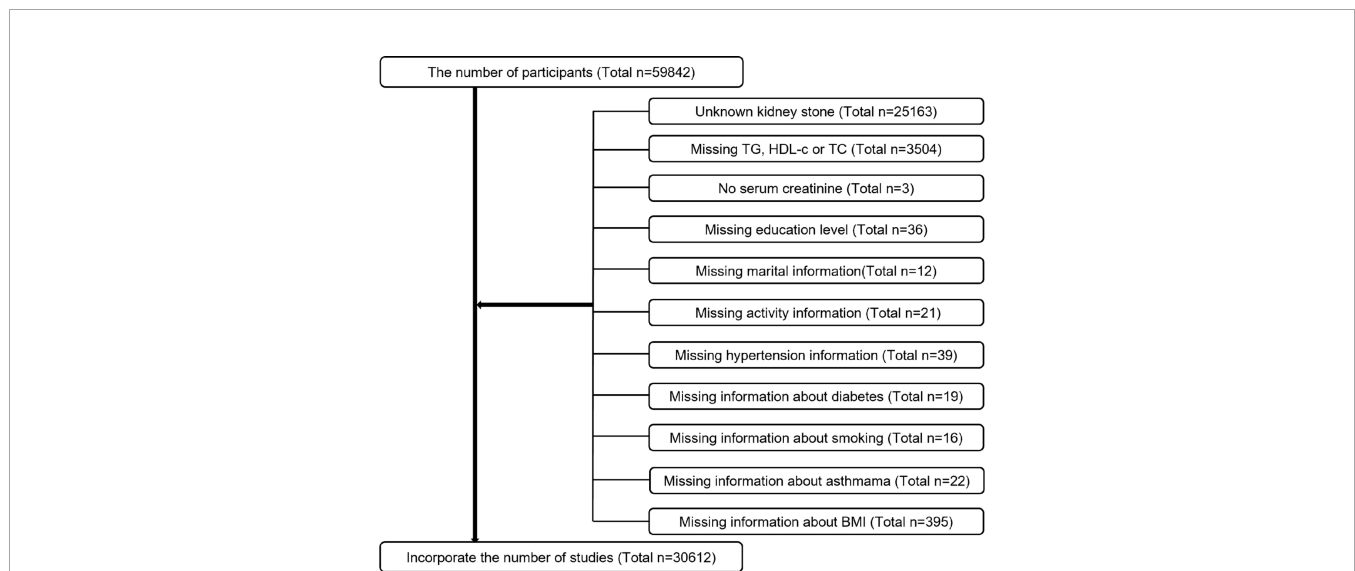 The number of participants (Total n=59842)
Unknown kidney stone (Total n=25163)
Missing TG, HDL-c or TC (Total n=3504)
No serum creatinine (Total n=3)
Missing education level (Total n=36)
Missing marital information(Total n=12)
Missing activity information (Total n=21)
Missing hypertension information (Total n=39)
Missing information about diabetes (Total n=19)
Missing information about smoking (Total n=16)
Missing information about asthmama (Total n=22)
Missing information about BMI (Total n=395)
Incorporate the number of studies (Total n=30612)